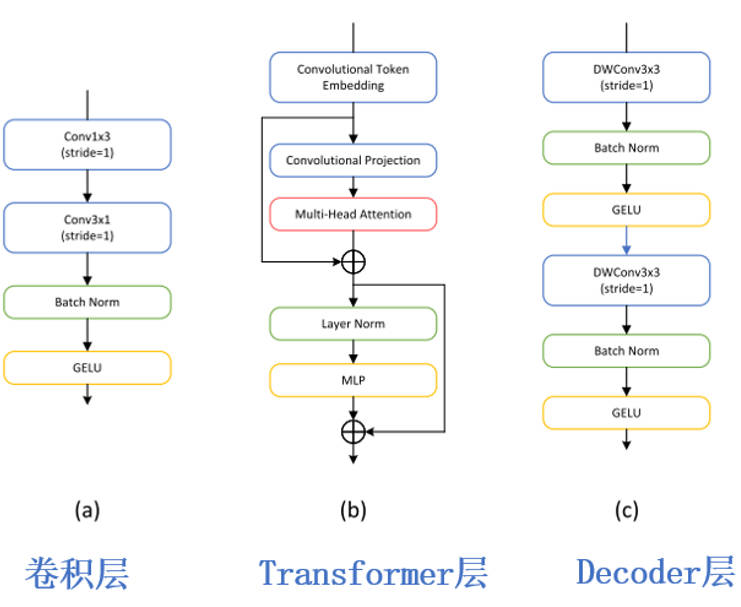 Conv1x3
(stride=1)
Conv3x1
(stride=1)
Batch Norm
GELU
(a)
卷积层
Convolutional Token
Embedding
Convolutional Projection
Multi-Head Attention
Layer Norm
MLP
(b)
Transformer层
DWConv3x3
(stride=1)
Batch Norm
GELU
DWConv3x3
(stride=1)
Batch Norm
GELU
(c)
Decoder层